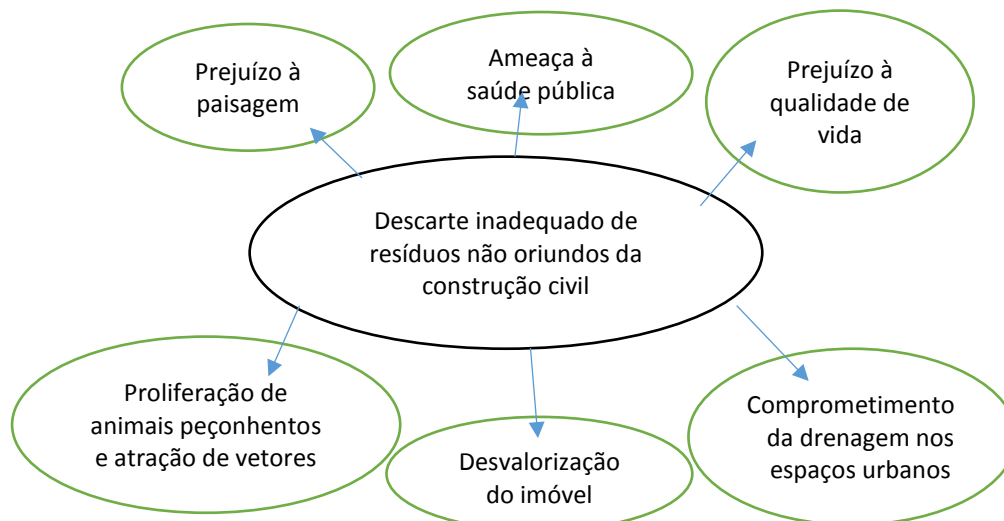 Prejuízo à
paisagem
Ameaça à
saúde pública
Prejuízo à
qualidade de
vida
Descarte inadequado de
resíduos não oriundos da
construção civil
Proliferação de
animais peçonhentos
e atração de vetores
Desvalorização
do imóvel
Comprometimento
da drenagem nos
espaços urbanos